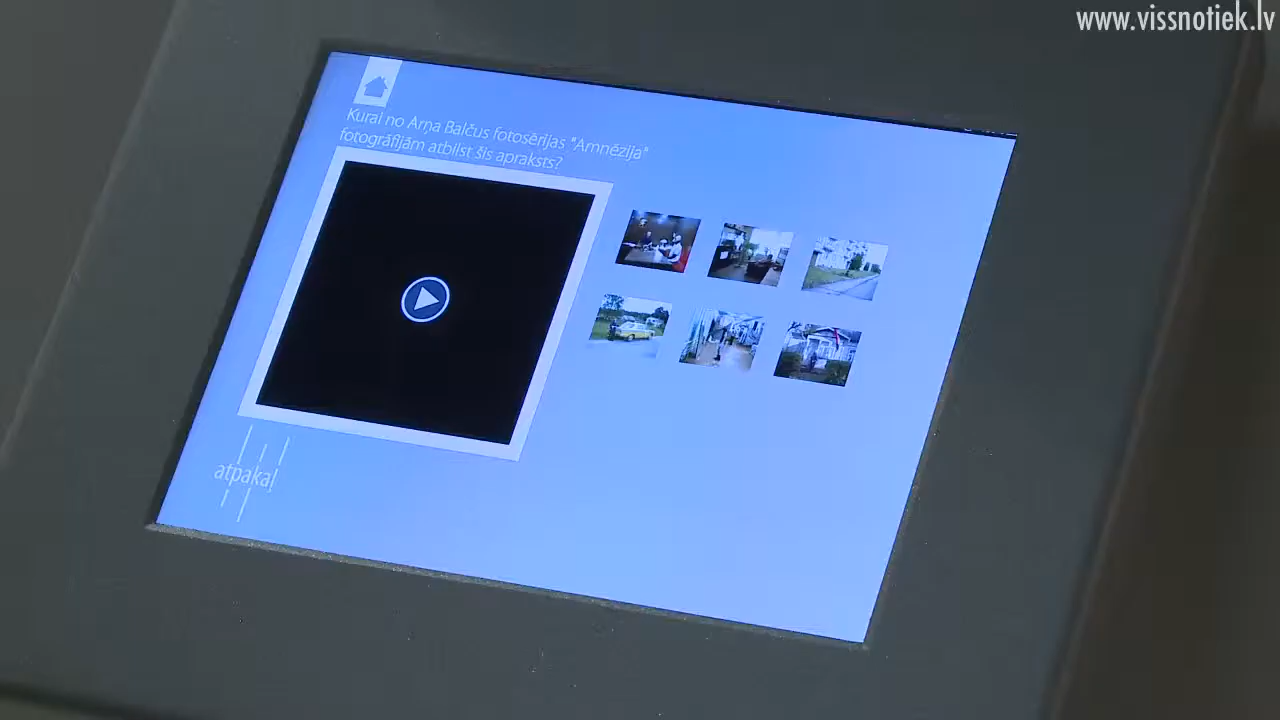 www.vissnotiek.lv
Kurai no Arņa Balčus fotosērijas "Amnēzija"
fotogrāfijām atbilst šis apraksts?
atpakaļ